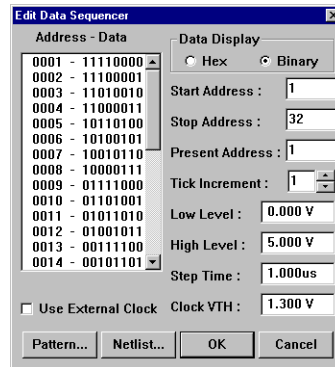 Edit Data Sequencer
Address - Data
0001 - 11110000
0002 - 11100001
0003 - 11010010
0004 - 11000011
0005 - 10110100
0006 - 10100101
0007 - 10010110
0008 - 10000111
0009 - 01111000
0010 - 01101001
0011 - 01011010
0012 - 01001011
0013 - 00111100
0014 - 00101101
Use External Clock
Data Display
Hex Binary
Start Address : 1
Stop Address : 32
Present Address : 1
Tick Increment : 1
Low Level : 0.000 V
High Level : 5.000 V
Step Time : 1.000us
Clock VTH : 1.300 V
Pattern... Netlist... OK Cancel